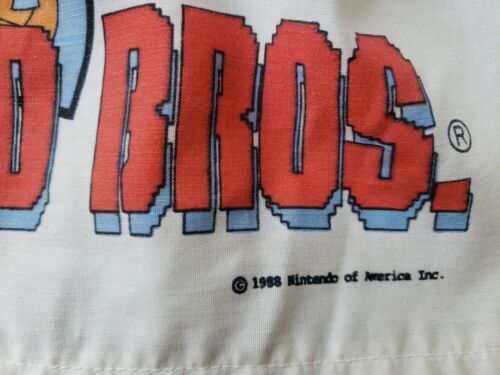 O BROS.®
© 1988 Nintendo of America Inc.